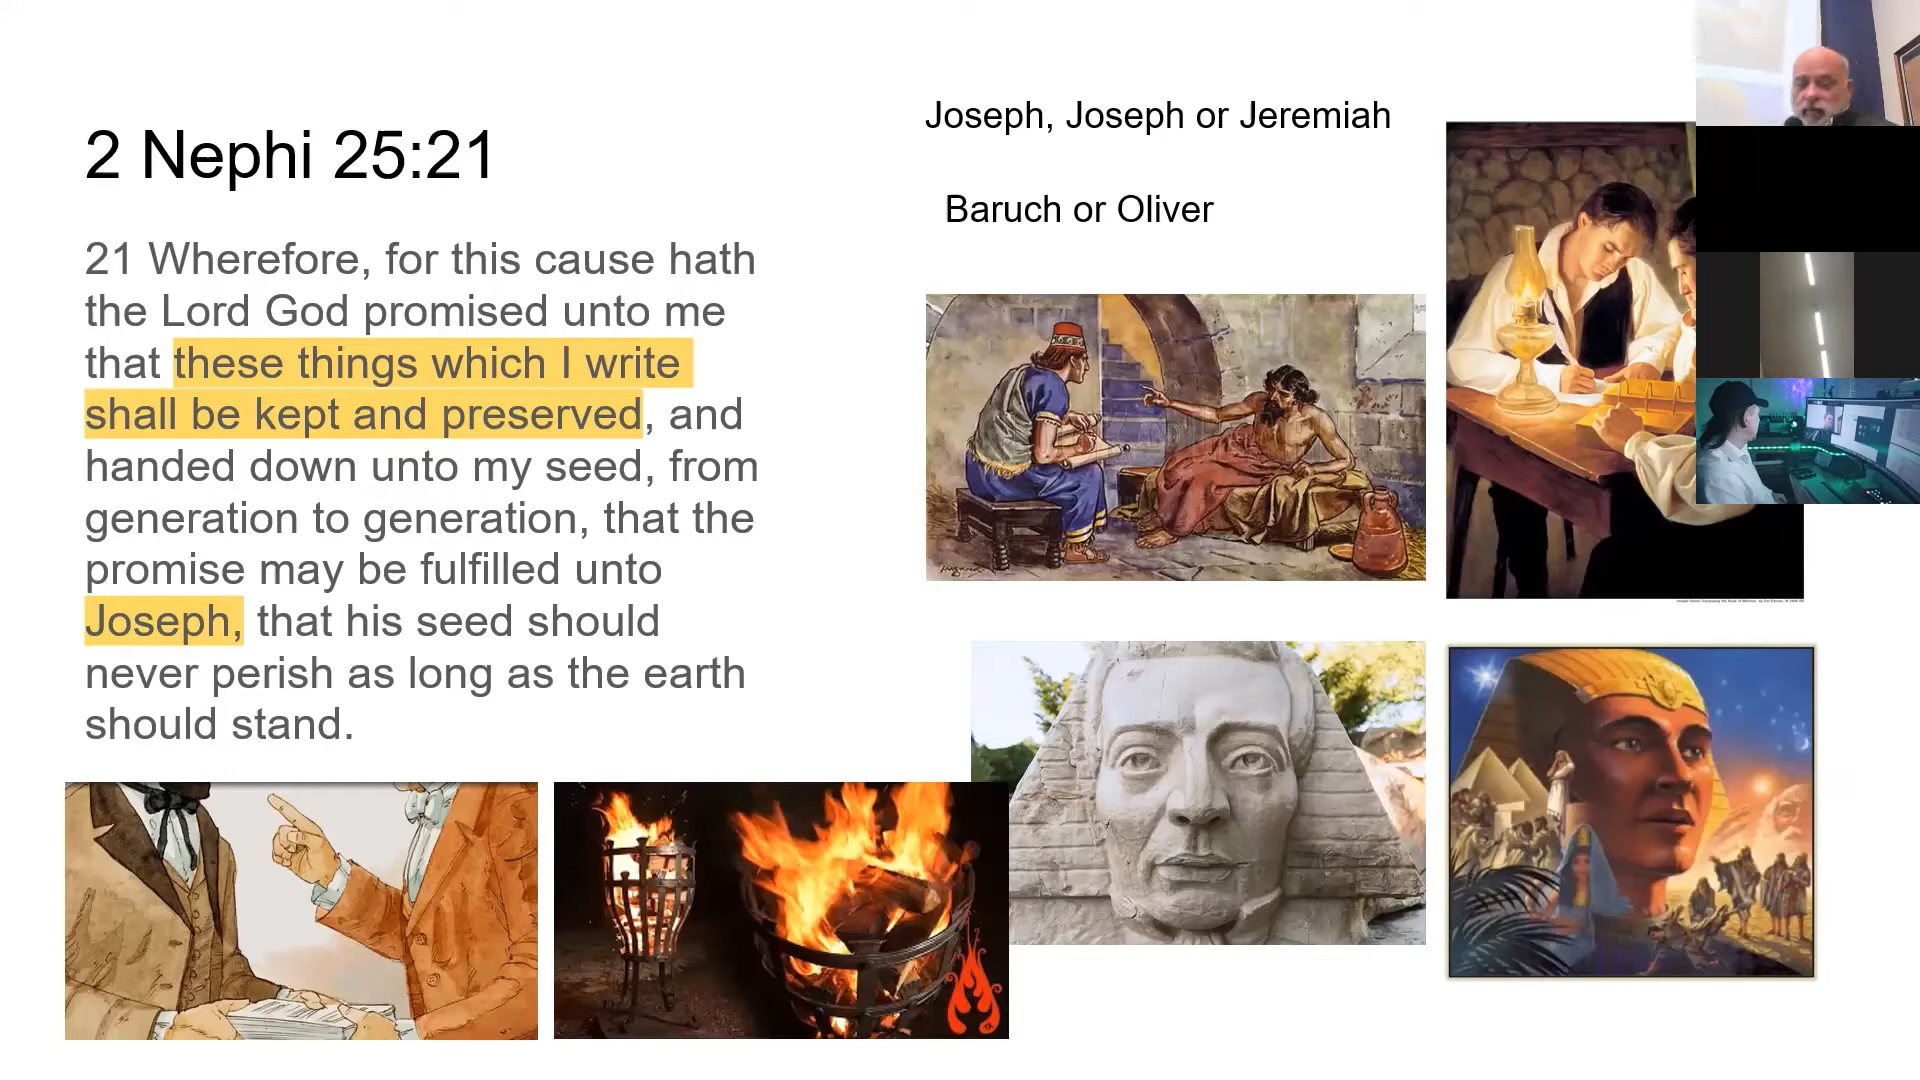 2 Nephi 25:21
21 Wherefore, for this cause hath
the Lord God promised unto me
that these things which I write
shall be kept and preserved, and
handed down unto my seed, from
generation to generation, that the
promise may be fulfilled unto
Joseph, that his seed should
never perish as long as the earth
should stand.
Joseph, Joseph or Jeremiah
Baruch or Oliver